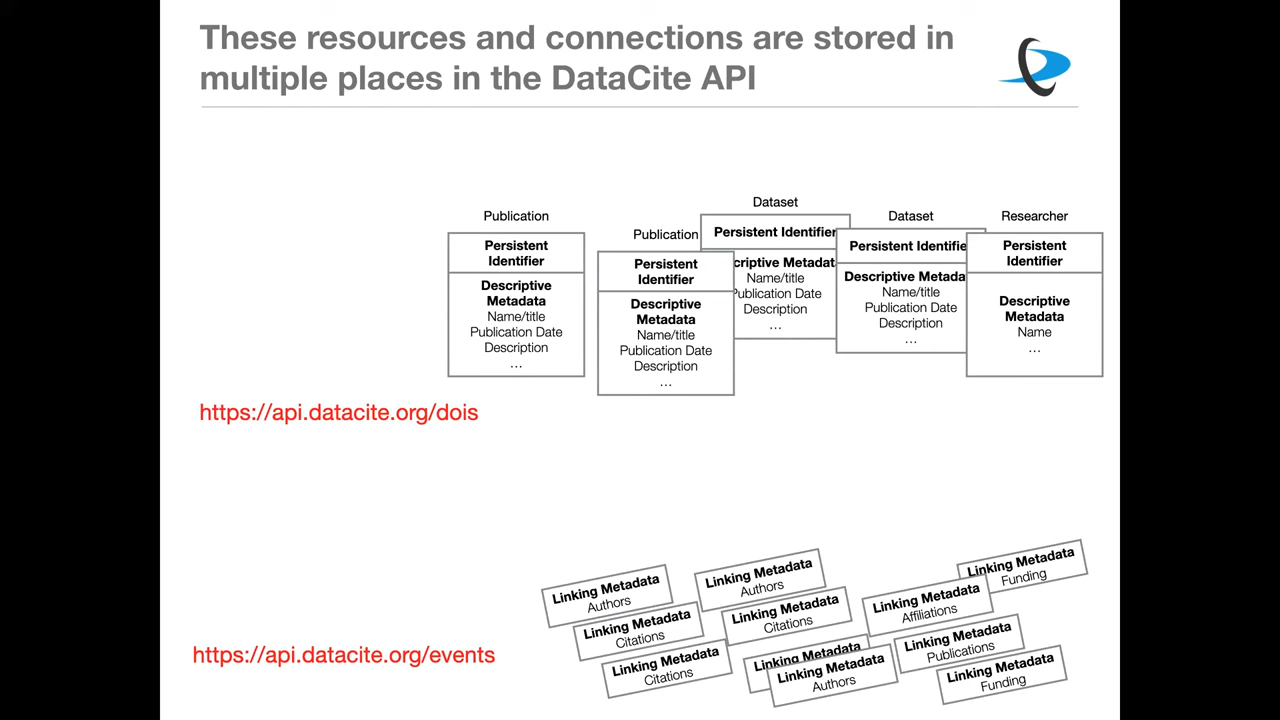 These resources and connections are stored in
multiple places in the DataCite API
Publication
Persistent
Identifier
Descriptive
Metadata
Name/title
Publication Date
Description
…
Publication
Persistent
Identifier
Descriptive
Metadata
Name/title
Publication Date
Description
…
Dataset
Persistent Identifier
scriptive Metadat
Name/title
Publication Date
Description
…
Dataset
Persistent Identifie
Descriptive Metada
Name/title
Publication Date
Description
…
Researcher
Persistent
Identifier
Descriptive
Metadata
Name
…
https://api.datacite.org/dois
https://api.datacite.org/events
Linking Metadata
Authors
Linking Metadata
Citations
Linking Metadata
Citations
Linking Metadata
Authors
Linking Metadata
Citations
Linking Metadata
Linking Metadata
Authors
Linking Metadata
Funding
Linking Metadata
Affiliations
Linking Metadata
Publications
Linking Metadata
Funding